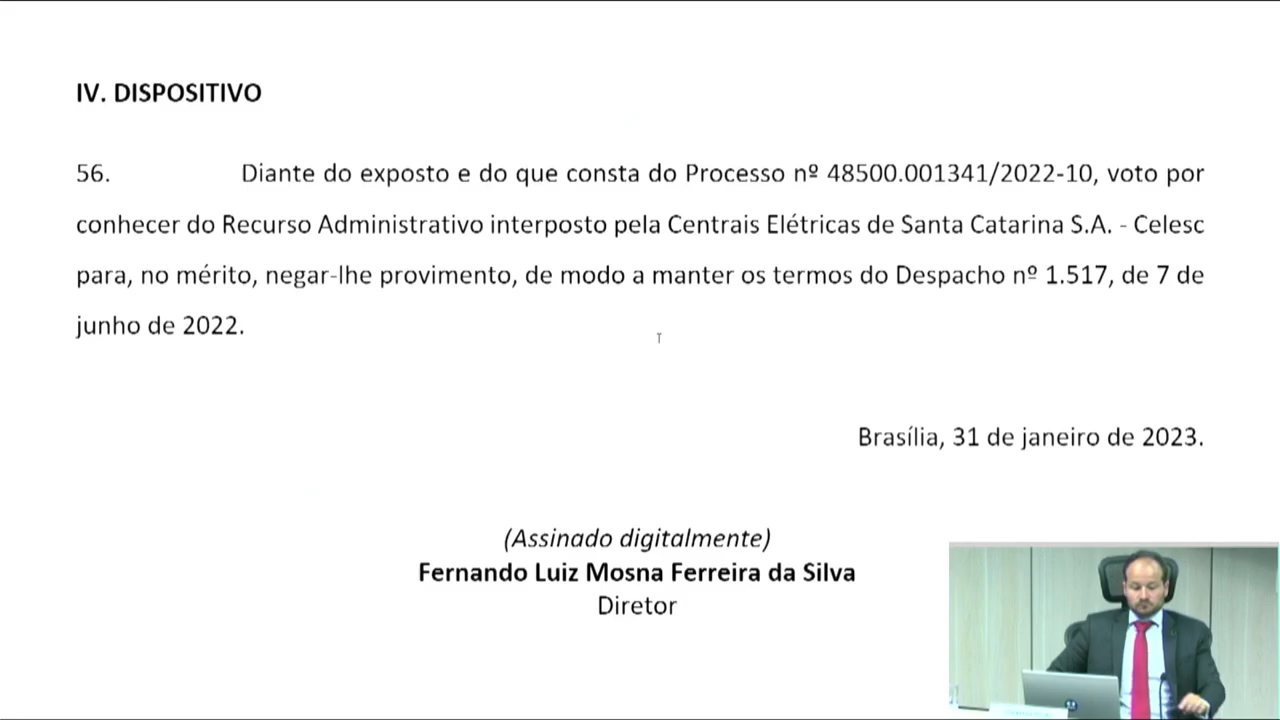 IV. DISPOSITIVO
56. Diante do exposto e do que consta do Processo nº 48500.001341/2022-10, voto por
conhecer do Recurso Administrativo interposto pela Centrais Elétricas de Santa Catarina S.A. - Celesc
para, no mérito, negar-lhe provimento, de modo a manter os termos do Despacho nº 1.517, de 7 de
junho de 2022.
Brasília, 31 de janeiro de 2023.
(Assinado digitalmente)
Fernando Luiz Mosna Ferreira da Silva
Diretor